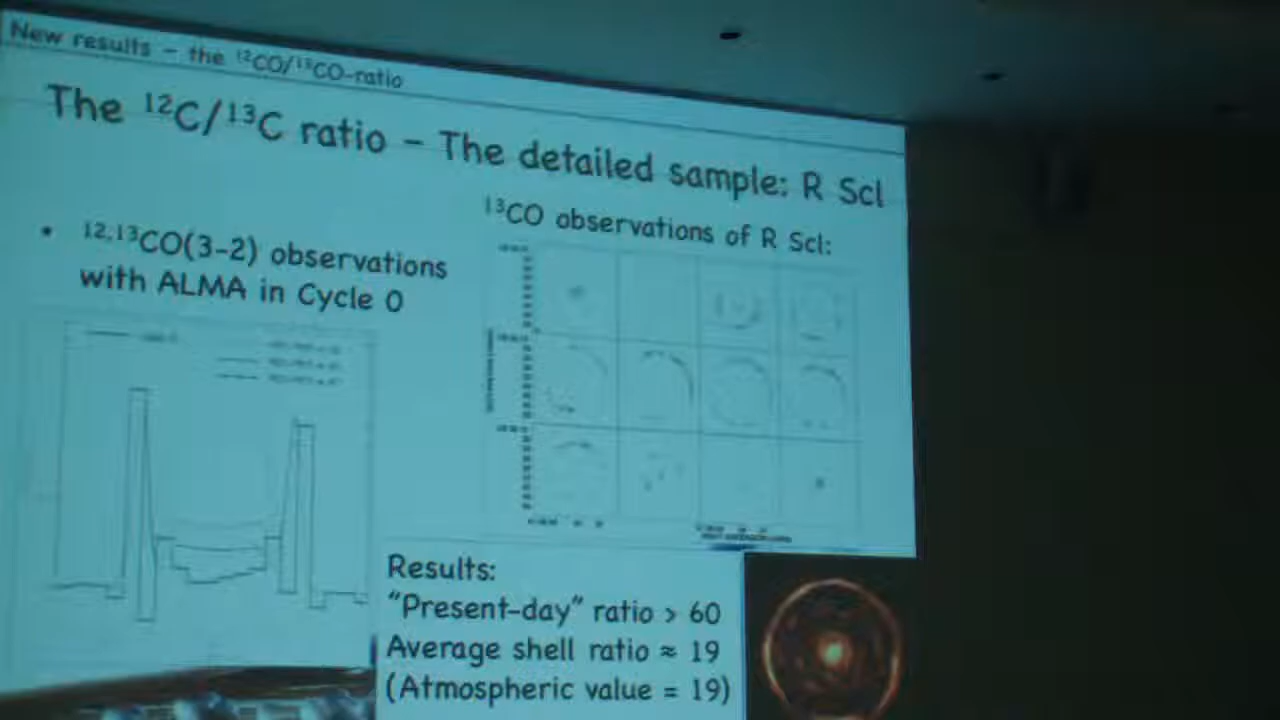 New results – the ¹²CO/¹³CO-ratio
The ¹²C/¹³C ratio – The detailed sample: R Scl
• ¹²,¹³CO(3-2) observations
with ALMA in Cycle 0
¹³CO observations of R Scl:
Results:
“Present-day” ratio > 60
Average shell ratio ≈ 19
(Atmospheric value = 19)